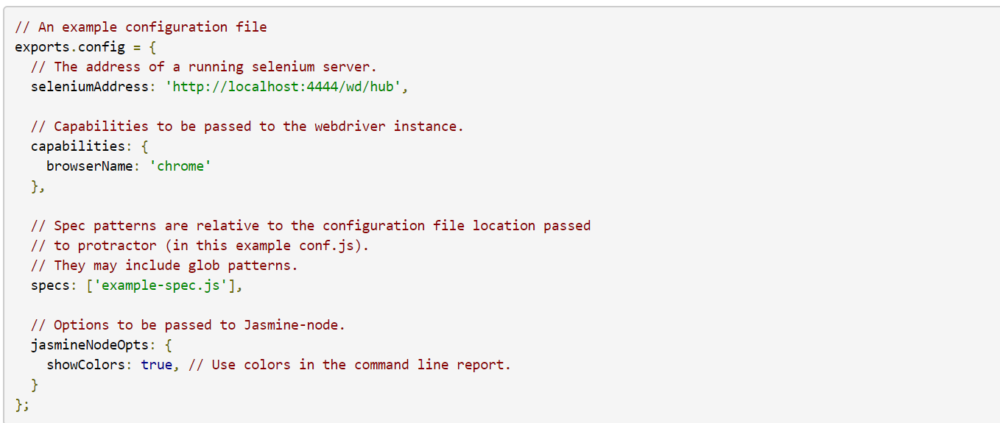 // An example configuration file
exports.config = {
  // The address of a running selenium server.
  seleniumAddress: 'http://localhost:4444/wd/hub',

  // Capabilities to be passed to the webdriver instance.
  capabilities: {
    browserName: 'chrome'
  },

  // Spec patterns are relative to the configuration file location passed
  // to protractor (in this example conf.js).
  // They may include glob patterns.
  specs: ['example-spec.js'],

  // Options to be passed to Jasmine-node.
  jasmineNodeOpts: {
    showColors: true, // Use colors in the command line report.
  }
};